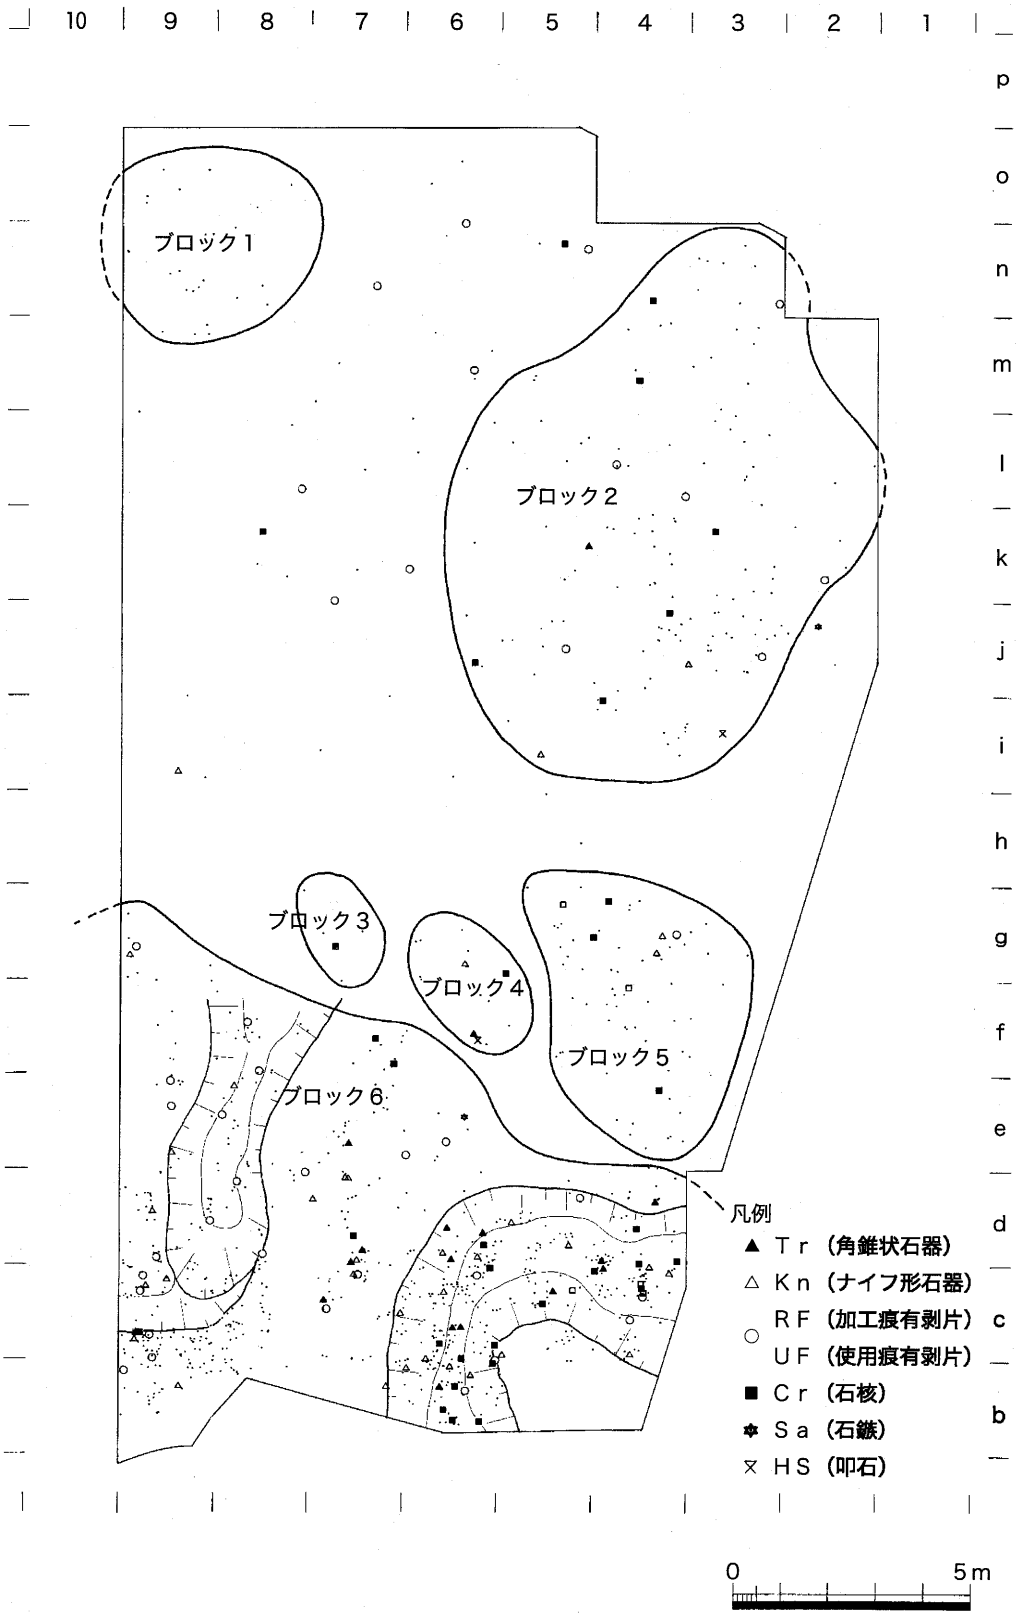 10 9 8 7 6 5 4 3 2 1
p
o
ブロック1
n
m
l
ブロック2
k
j
i
h
ブロック3
g
ブロック4
f
ブロック5
ブロック6
e
凡例
d
▲ Tr (角錐状石器)
△ Kn (ナイフ形石器)
RF (加工痕有剥片)
c
○
UF (使用痕有剥片)
■ Cr (石核)
b
Sa (石鏃)
HS (叩石)
0 5m